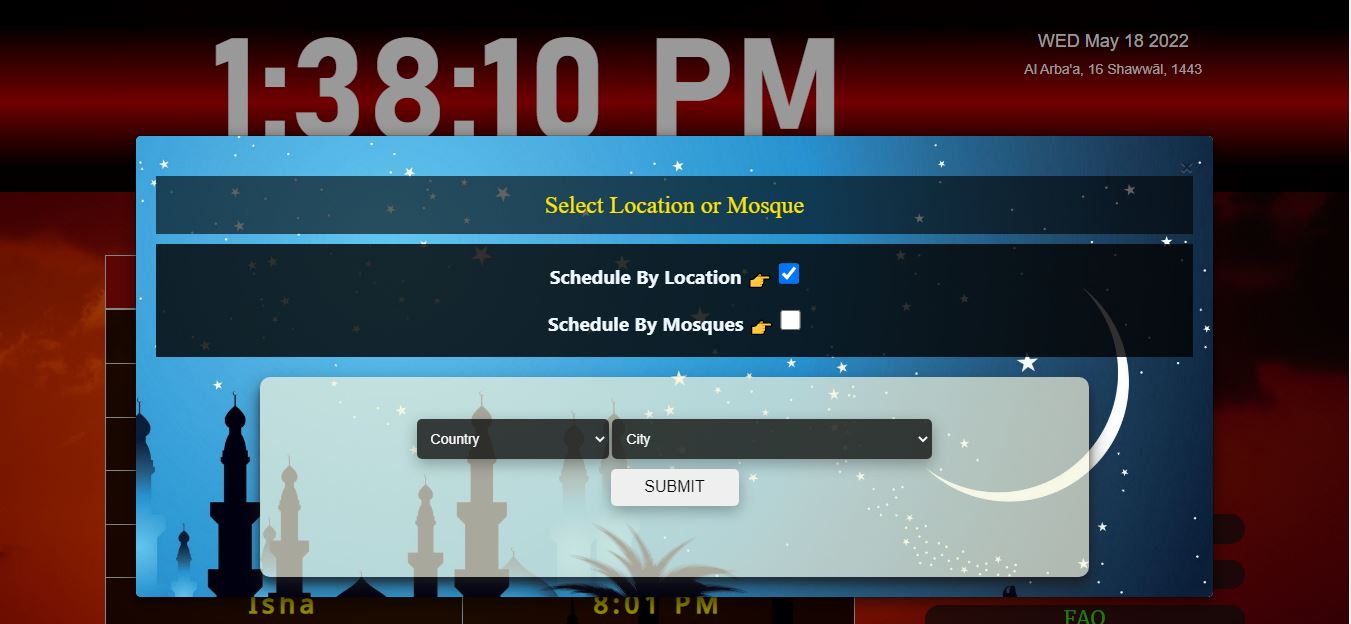 1:38:10 PM
WED May 18 2022
Al Arba'a, 16 Shawwāl, 1443
Select Location or Mosque
Schedule By Location 👉
Schedule By Mosques 👉
Country
City
SUBMIT
Isha
8:01 PM
FAQ